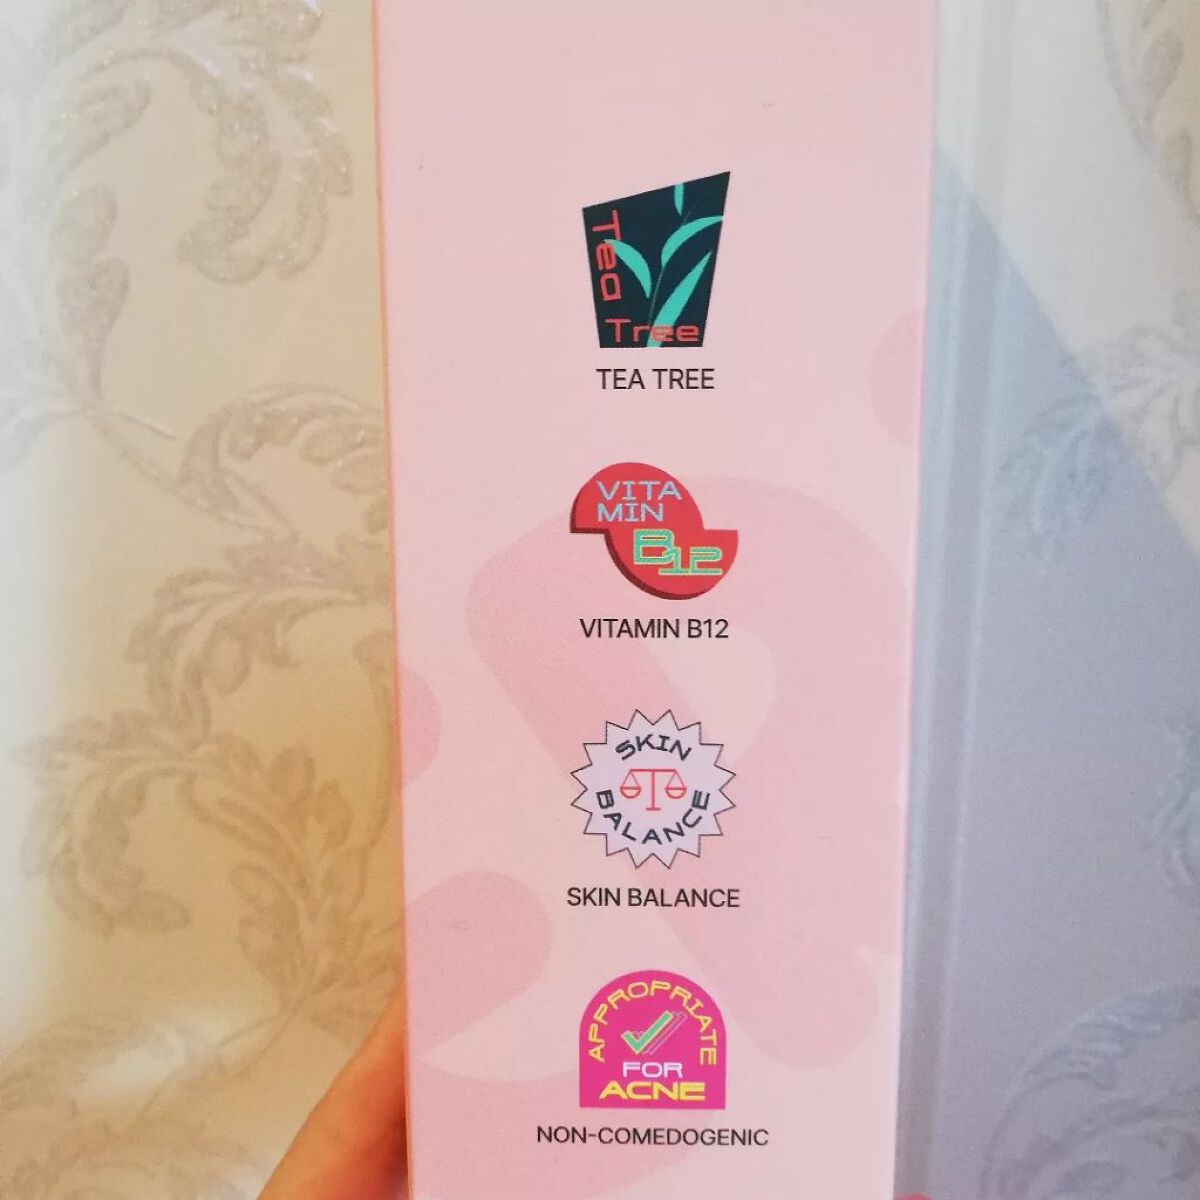 Tea
Tree
TEA TREE
VITA
MIN
B12
VITAMIN B12
SKIN
BALANCE
SKIN BALANCE
APPROPRIATE
FOR
ACNE
NON-COMEDOGENIC